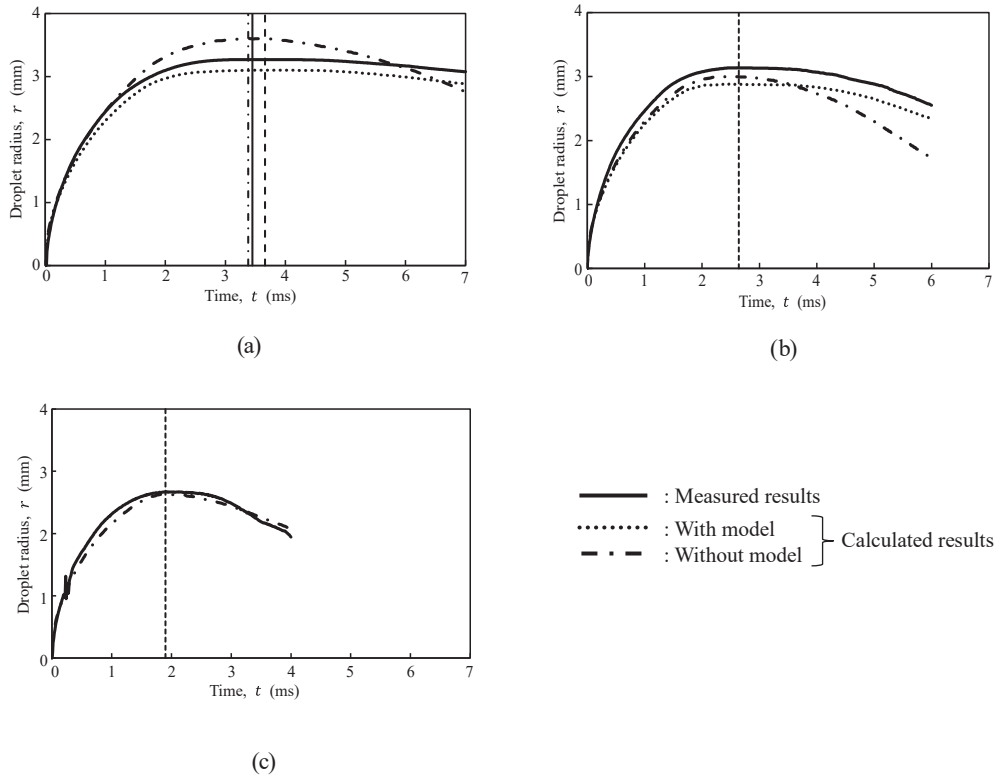 4
3
2
1
0
Droplet radius, r (mm)
0 1 2 3 4 5 6 7
Time, t (ms)
(a)
4
3
2
1
0
Droplet radius, r (mm)
0 1 2 3 4 5 6 7
Time, t (ms)
(b)
4
3
2
1
0
Droplet radius, r (mm)
0 1 2 3 4 5 6 7
Time, t (ms)
(c)
: Measured results
: With model
: Without model
Calculated results